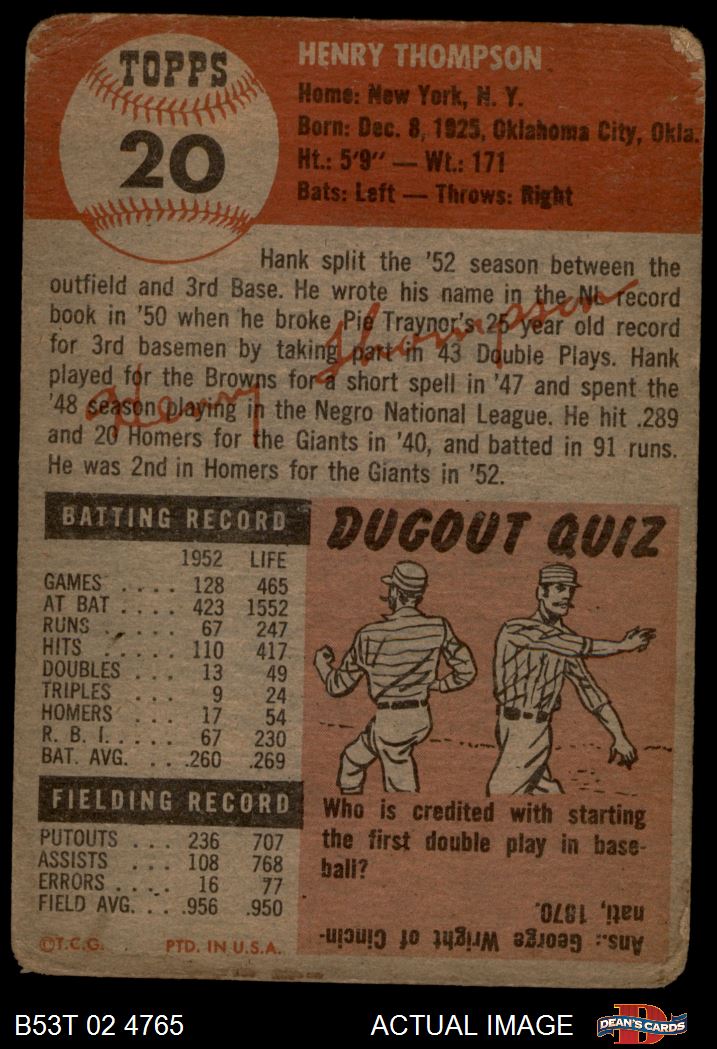 TOPPS
20
HENRY THOMPSON
Home: New York, N. Y.
Born: Dec. 8, 1925, Oklahoma City, Okla.
Ht.: 5'9" — Wt.: 171
Bats: Left — Throws: Right
Hank split the '52 season between the
outfield and 3rd Base. He wrote his name in the NL record
book in '50 when he broke Pie Traynor's 25 year old record
for 3rd basemen by taking part in 43 Double Plays. Hank
played for the Browns for a short spell in '47 and spent the
'48 season playing in the Negro National League. He hit .289
and 20 Homers for the Giants in '40, and batted in 91 runs.
He was 2nd in Homers for the Giants in '52.
Henry Thompson
BATTING RECORD
1952 LIFE
GAMES . . . . 128 465
AT BAT . . . . 423 1552
RUNS . . . . 67 247
HITS . . . . 110 417
DOUBLES . . . 13 49
TRIPLES . . . 9 24
HOMERS . . . 17 54
R. B. I. . . . . 67 230
BAT. AVG. . . . .260 .269
FIELDING RECORD
PUTOUTS . . . 236 707
ASSISTS . . . 108 768
ERRORS . . . . 16 77
FIELD AVG. . . .956 .950
©T.C.G. PTD. IN U.S.A.
DUGOUT QUIZ
Who is credited with starting
the first double play in base-
ball?
Ans.: George Wright of Cincin-
nati, 1870.
B53T 02 4765
ACTUAL IMAGE
D
DEAN'S CARDS